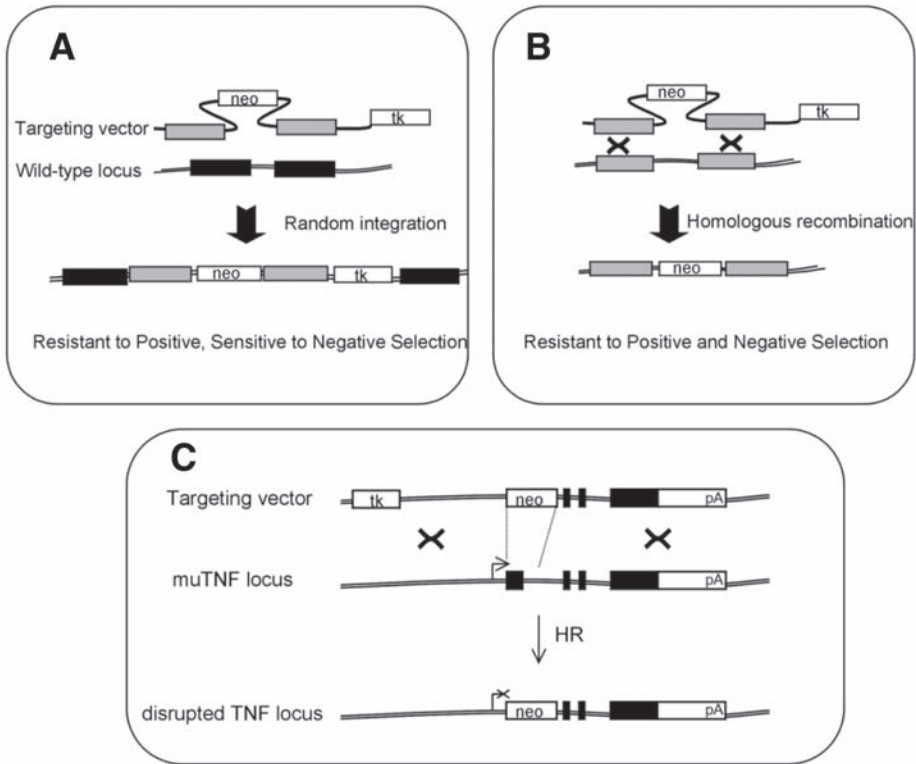 A
neo
tk
Targeting vector
Wild-type locus
Random integration
neo
tk
Resistant to Positive, Sensitive to Negative Selection
B
neo
tk
Homologous recombination
neo
Resistant to Positive and Negative Selection
C
Targeting vector
tk
neo
pA
muTNF locus
pA
HR
disrupted TNF locus
neo
pA